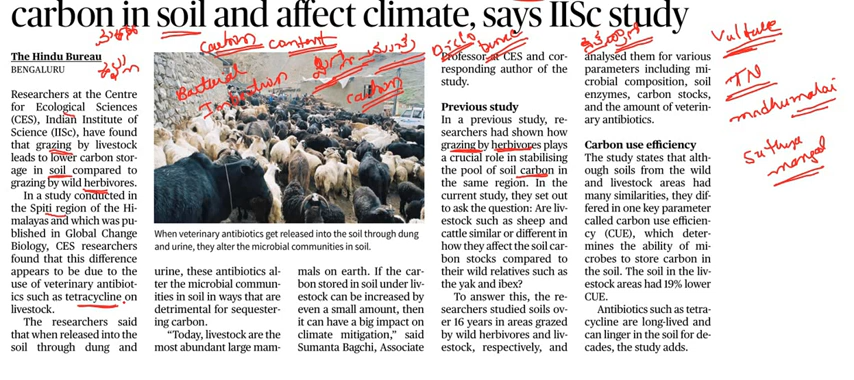 carbon in soil and affect climate, says IISc study
The Hindu Bureau
BENGALURU
Researchers at the Centre
for Ecological Sciences
(CES), Indian Institute of
Science (IISc), have found
that grazing by livestock
leads to lower carbon stor-
age in soil compared to
grazing by wild herbivores.
In a study conducted in
the Spiti region of the Hi-
malayas and which was pu-
blished in Global Change
Biology, CES researchers
found that this difference
appears to be due to the
use of veterinary antibiot-
ics such as tetracycline on
livestock.
The researchers said
that when released into the
soil through dung and
carbon content
Bacterial
carbon
When veterinary antibiotics get released into the soil through dung
and urine, they alter the microbial communities in soil.
urine, these antibiotics al-
ter the microbial commun-
ities in soil in ways that are
detrimental for sequester-
ing carbon.
"Today, livestock are the
most abundant large mam-
mals on earth. If the car-
bon stored in soil under liv-
estock can be increased by
even a small amount, then
it can have a big impact on
climate mitigation," said
Sumanta Bagchi, Associate
Diclo
Professor at CES and cor-
responding author of the
study.
Previous study
In a previous study, re-
searchers had shown how
grazing by herbivores plays
a crucial role in stabilising
the pool of soil carbon in
the same region. In the
current study, they set out
to ask the question: Are liv-
estock such as sheep and
cattle similar or different in
how they affect the soil car-
bon stocks compared to
their wild relatives such as
the yak and ibex?
To answer this, the re-
searchers studied soils ov-
er 16 years in areas grazed
by wild herbivores and liv-
estock, respectively, and
analysed them for various
parameters including mi-
crobial composition, soil
enzymes, carbon stocks,
and the amount of veterin-
ary antibiotics.
Carbon use efficiency
The study states that alth-
ough soils from the wild
and livestock areas had
many similarities, they dif-
fered in one key parameter
called carbon use efficien-
cy (CUE), which deter-
mines the ability of mi-
crobes to store carbon in
the soil. The soil in the liv-
estock areas had 19% lower
CUE.
Antibiotics such as tetra-
cycline are long-lived and
can linger in the soil for de-
cades, the study adds.
Vulture
TN
madhumalai
Sathya
mangal